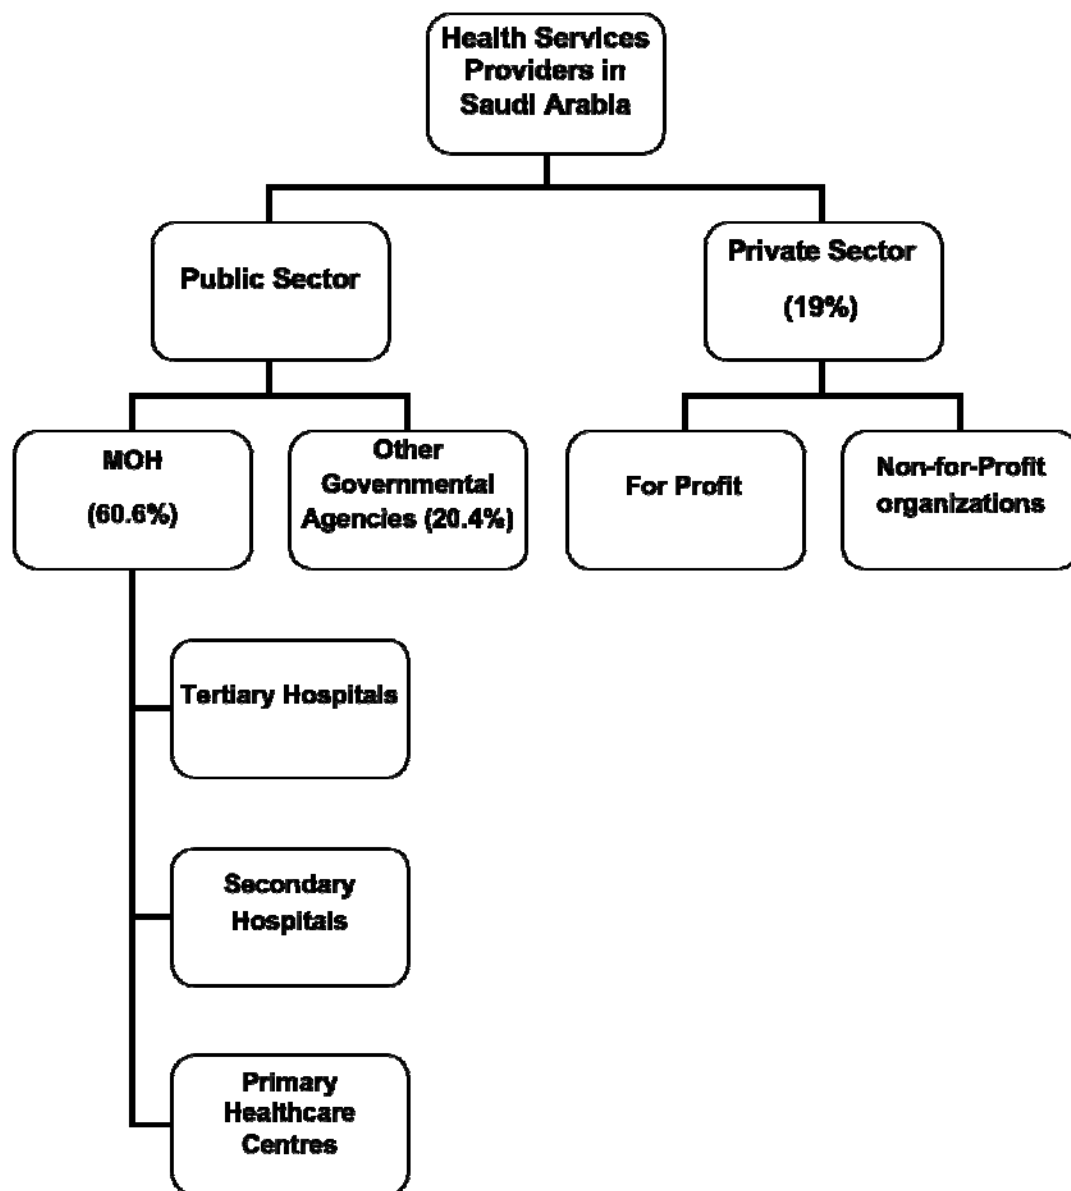 Health Services
Providers in
Saudi Arabia
Public Sector
Private Sector
(19%)
MOH
(60.6%)
Other
Governmental
Agencies (20.4%)
For Profit
Non-for-Profit
organizations
Tertiary Hospitals
Secondary
Hospitals
Primary
Healthcare
Centres